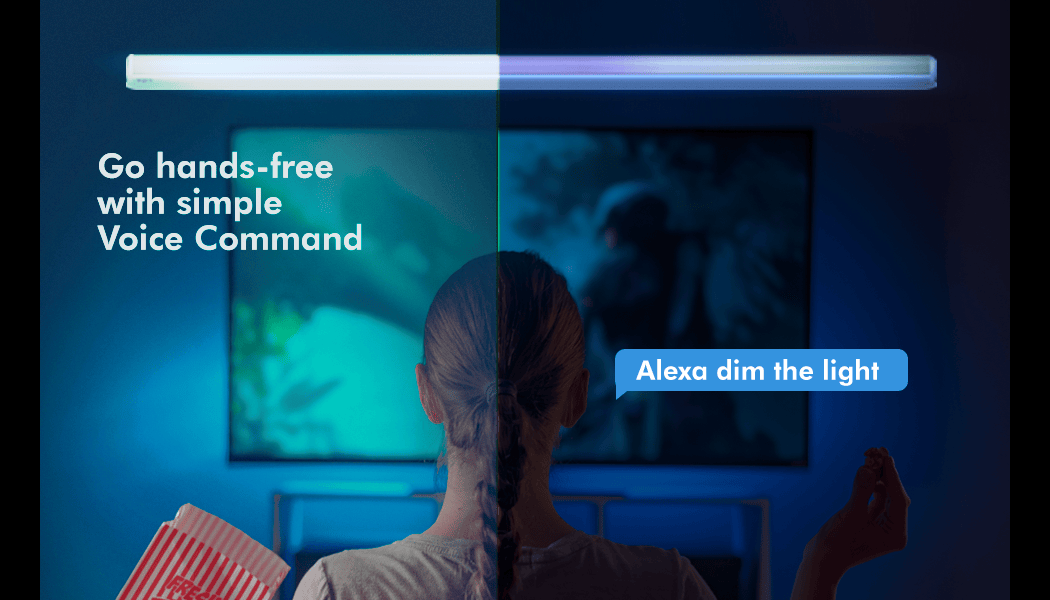 Go hands-free
with simple
Voice Command
Alexa dim the light